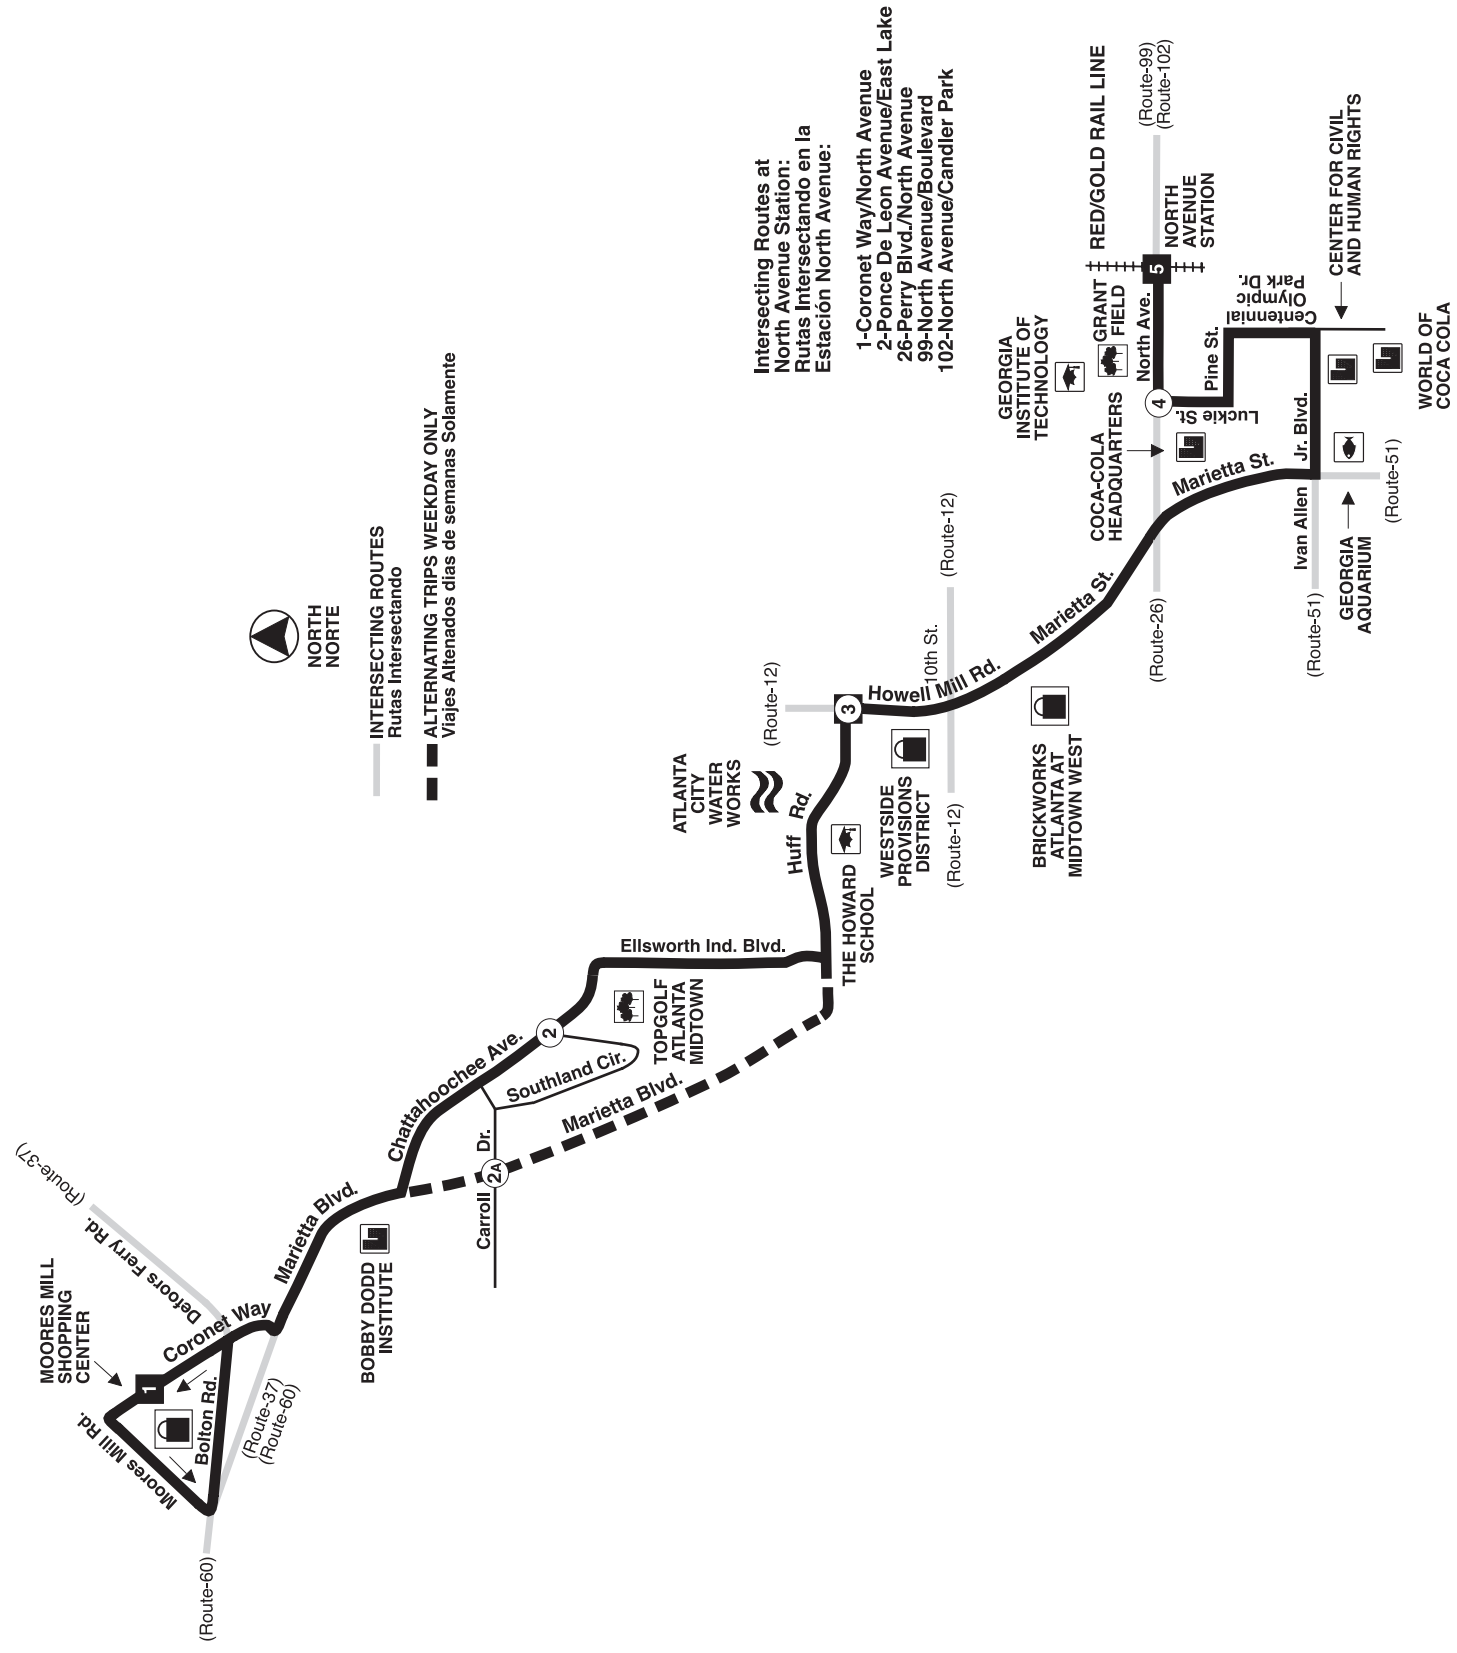 NORTH
NORTE
INTERSECTING ROUTES
Rutas Intersectando
ALTERNATING TRIPS WEEKDAY ONLY
Viajes Altenados dias de semanas Solamente
Intersecting Routes at
North Avenue Station:
Rutas Intersectando en la
Estación North Avenue:
1-Coronet Way/North Avenue
2-Ponce De Leon Avenue/East Lake
26-Perry Blvd./North Avenue
99-North Avenue/Boulevard
102-North Avenue/Candler Park
(Route-37)
Defoors Ferry Rd.
MOORES MILL
SHOPPING
CENTER
Coronet Way
1
Moores Mill Rd.
Bolton Rd.
(Route-37)
(Route-60)
(Route-60)
Marietta Blvd.
BOBBY DODD
INSTITUTE
Chattahoochee Ave.
2
Southland Cir.
Carroll
Dr.
2A
Marietta Blvd.
TOPGOLF
ATLANTA
MIDTOWN
Ellsworth Ind. Blvd.
ATLANTA
CITY
WATER
WORKS
Huff
Rd.
THE HOWARD
SCHOOL
(Route-12)
3
WESTSIDE
PROVISIONS
DISTRICT
Howell Mill Rd.
10th St.
(Route-12)
(Route-12)
BRICKWORKS
ATLANTA AT
MIDTOWN WEST
Marietta St.
(Route-26)
COCA-COLA
HEADQUARTERS
GEORGIA
INSTITUTE OF
TECHNOLOGY
GRANT
FIELD
RED/GOLD RAIL LINE
(Route-99)
(Route-102)
North Ave.
5
NORTH
AVENUE
STATION
4
Luckie St.
Pine St.
Centennial
Olympic
Park Dr.
Marietta St.
Ivan Allen
Jr. Blvd.
(Route-51)
(Route-51)
GEORGIA
AQUARIUM
CENTER FOR CIVIL
AND HUMAN RIGHTS
WORLD OF
COCA COLA